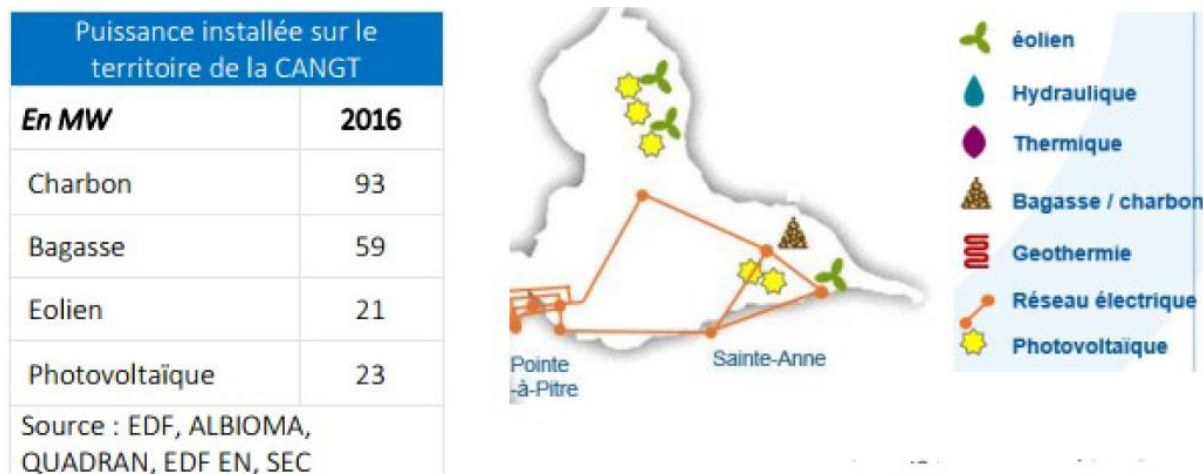 Puissance installée sur le
territoire de la CANGT
En MW 2016
Charbon 93
Bagasse 59
Eolien 21
Photovoltaïque 23
Source : EDF, ALBIOMA,
QUADRAN, EDF EN, SEC
Pointe
-à-Pitre
Sainte-Anne
éolien
Hydraulique
Thermique
Bagasse / charbon
Geothermie
Réseau électrique
Photovoltaïque